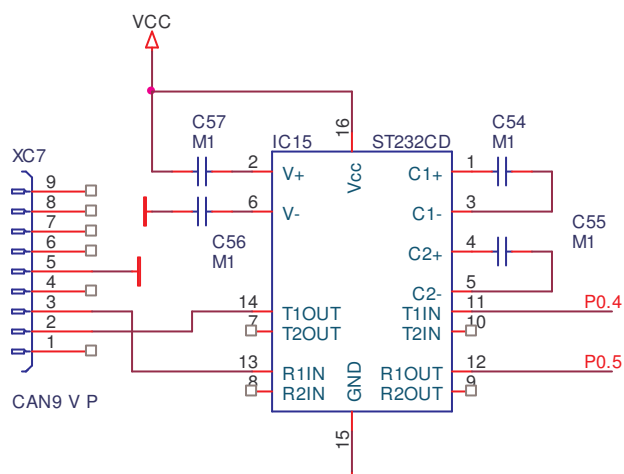 VCC
C57
M1
IC15
16
ST232CD
C54
M1
XC7
2
V+
Vcc
C1+
1
9
8
6
V-
C1-
3
7
C56
M1
C2+
4
C55
M1
6
5
4
C2-
5
3
14
T1OUT
T1IN
11
P0.4
2
7
T2OUT
T2IN
10
1
13
R1IN
R1OUT
12
P0.5
8
R2IN
GND
R2OUT
9
CAN9 V P
15